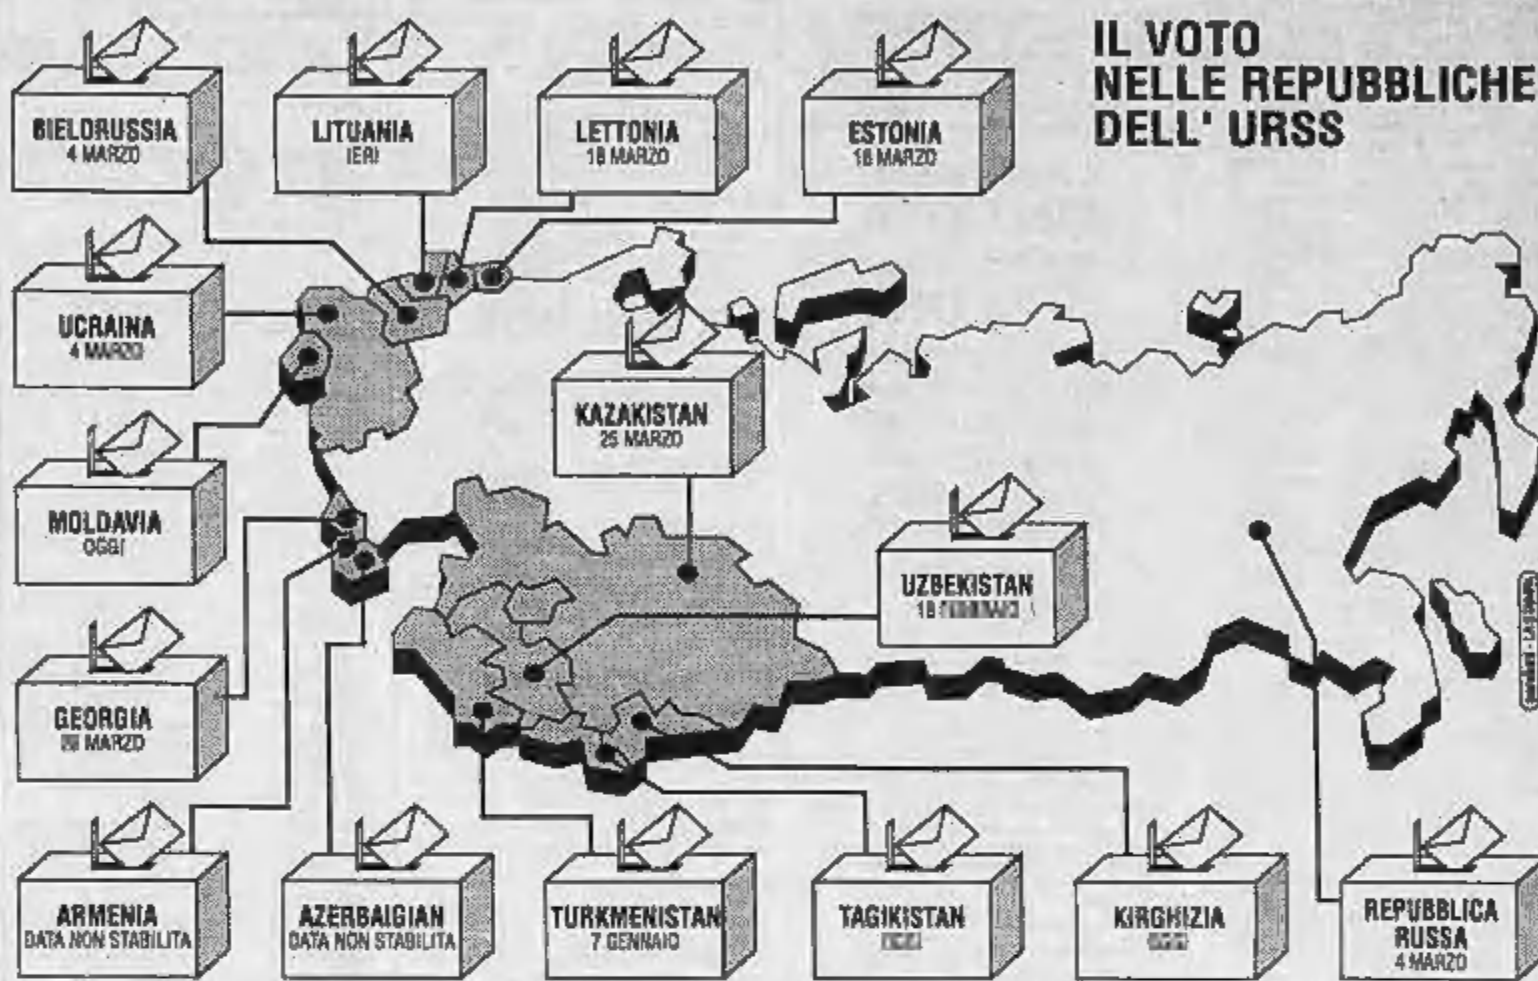 IL VOTO
NELLE REPUBBLICHE
DELL' URSS
BIELORUSSIA
4 MARZO
LITUANIA
IERI
LETTONIA
18 MARZO
ESTONIA
18 MARZO
UCRAINA
4 MARZO
KAZAKISTAN
25 MARZO
MOLDAVIA
OGGI
UZBEKISTAN
18
GEORGIA
MARZO
ARMENIA
DATA NON STABILITA
AZERBAIGIAN
DATA NON STABILITA
TURKMENISTAN
7 GENNAIO
TAGIKISTAN
KIRGHIZIA
REPUBBLICA
RUSSA
4 MARZO